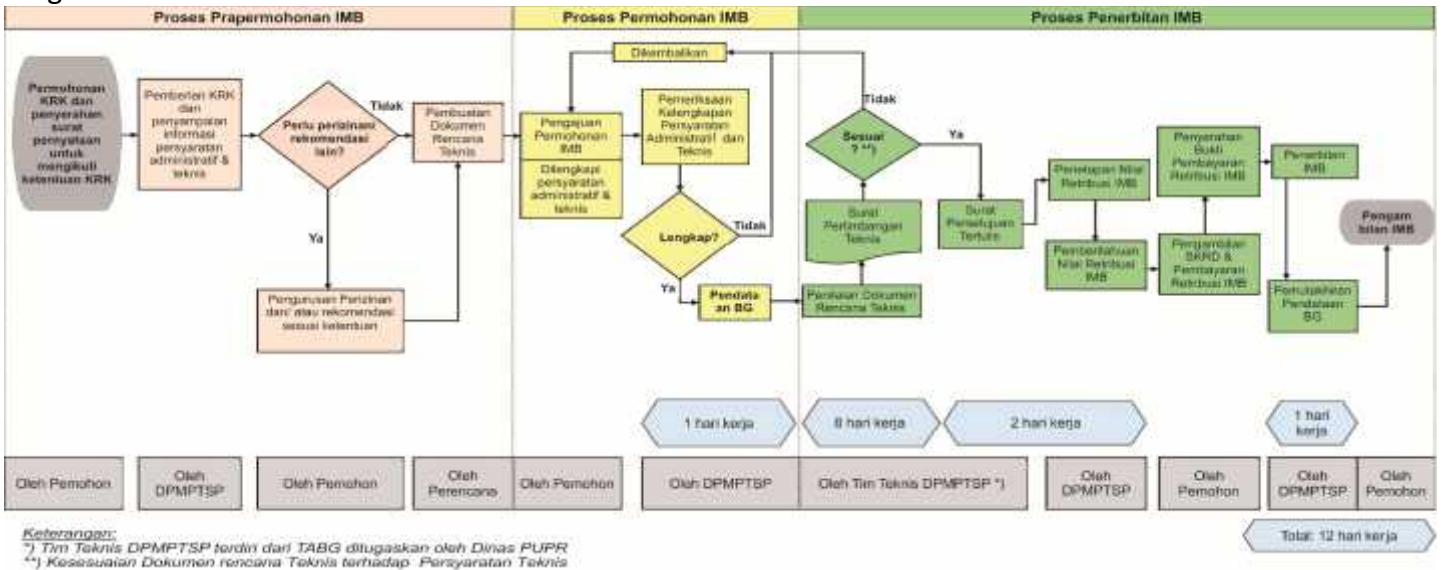 Proses Prapermohonan IMB
Proses Permohonan IMB
Proses Penerbitan IMB
Permohonan
KRK dan
penyerahan
surat
pernyataan
untuk
mengikuti
ketentuan KRK
Pemberian KRK
dan
penyampaian
informasi
persyaratan
administratif &
teknis
Perlu perizinan/
rekomendasi
lain?
Tidak
Ya
Pengurusan Perizinan
dan/ atau rekomendasi
sesuai ketentuan
Pembuatan
Dokumen
Rencana
Teknis
Dikembalikan
Pengajuan
Permohonan
IMB
Dilengkapi
persyaratan
administratif &
teknis
Pemeriksaan
Kelengkapan
Persyaratan
Administratif dan
Teknis
Lengkap?
Tidak
Ya
Pendata
an BG
Penilaian Dokumen
Rencana Teknis
Surat
Pertimbangan
Teknis
Sesuai
? **)
Tidak
Ya
Surat
Persetujuan
Tertulis
Penetapan Nilai
Retribusi IMB
Pemberitahuan
Nilai Retribusi
IMB
Pengambilan
SKRD &
Pembayaran
Retribusi IMB
Penyerahan
Bukti
Pembayaran
Retribusi IMB
Penerbitan
IMB
Pemutakhiran
Pendataan
BG
Pengam
bilan IMB
1 hari kerja
8 hari kerja
2 hari kerja
1 hari
kerja
Oleh Pemohon
Oleh
DPMPTSP
Oleh Pemohon
Oleh
Perencana
Oleh Pemohon
Oleh DPMPTSP
Oleh Tim Teknis DPMPTSP *)
Oleh
DPMPTSP
Oleh
Pemohon
Oleh
DPMPTSP
Oleh
Pemohon
Total: 12 hari kerja
Keterangan:
*) Tim Teknis DPMPTSP terdiri dari TABG ditugaskan oleh Dinas PUPR
**) Kesesuaian Dokumen rencana Teknis terhadap Persyaratan Teknis